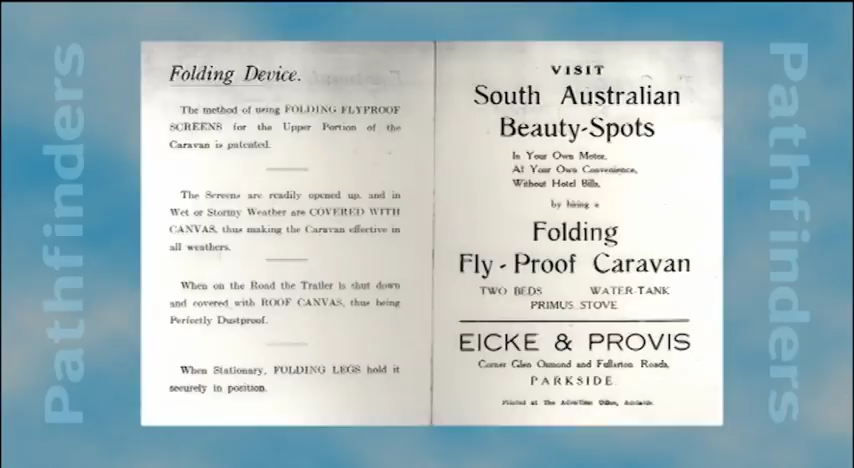 Pathfinders
Folding Device.
The method of using FOLDING FLYPROOF
SCREENS for the Upper Portion of the
Caravan is patented.
The Screens are readily opened up, and in
Wet or Stormy Weather are COVERED WITH
CANVAS, thus making the Caravan effective in
all weathers.
When on the Road the Trailer is shut down
and covered with ROOF CANVAS, thus being
Perfectly Dustproof.
When Stationary, FOLDING LEGS hold it
securely in position.
VISIT
South Australian
Beauty-Spots
In Your Own Motor,
At Your Own Convenience,
Without Hotel Bills,
by hiring a
Folding
Fly-Proof Caravan
TWO BEDS WATER-TANK
PRIMUS STOVE
EICKE & PROVIS
Corner Glen Osmond and Fullarton Roads,
PARKSIDE.
Printed at The Advertiser Office, Adelaide.
Pathfinders